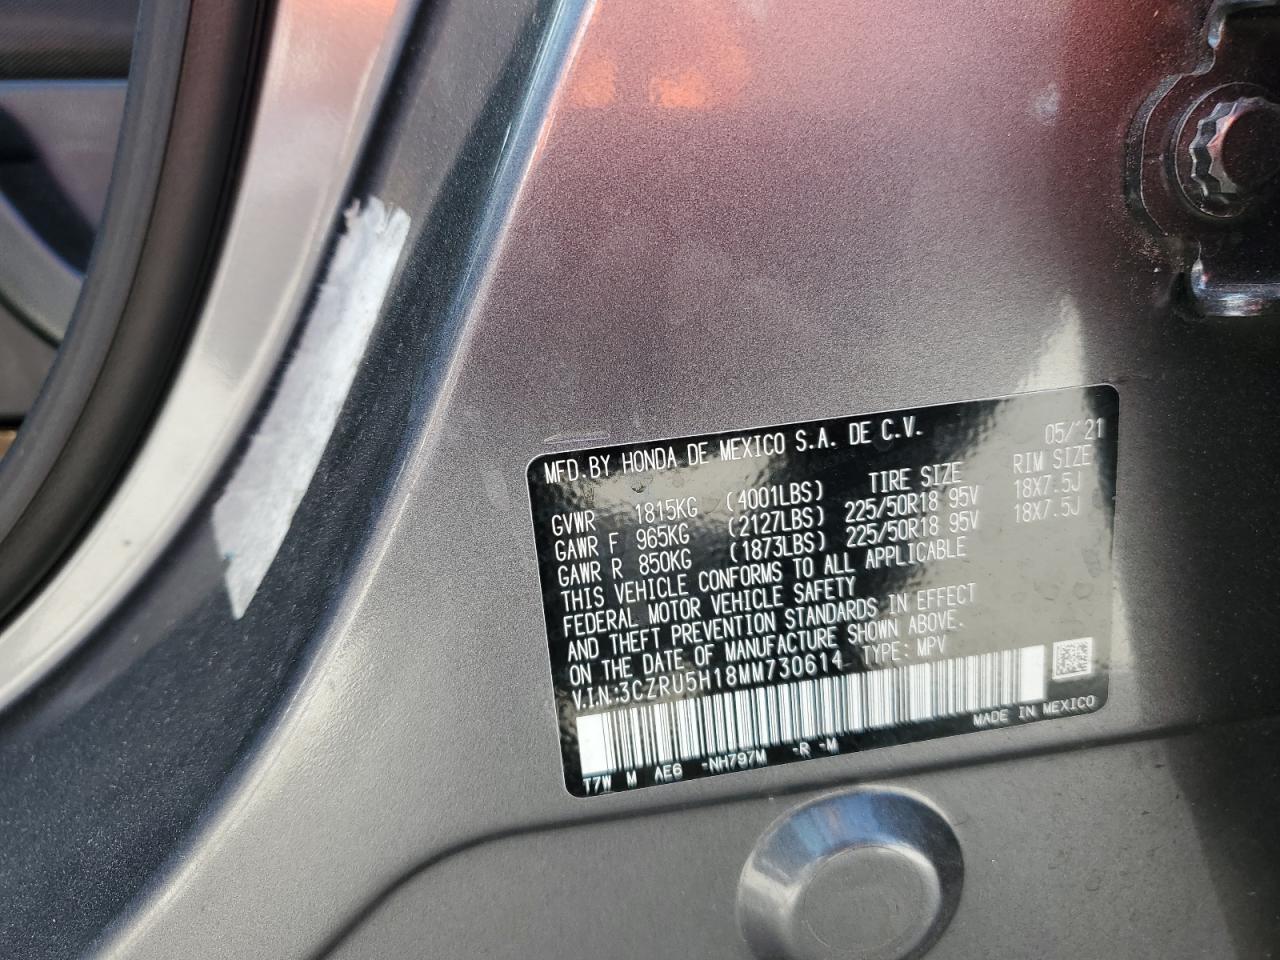 MFD.BY HONDA DE MEXICO S.A. DE C.V. 05/'21
GVWR 1815KG (4001LBS) TIRE SIZE RIM SIZE
GAWR F 965KG (2127LBS) 225/50R18 95V 18X7.5J
GAWR R 850KG (1873LBS) 225/50R18 95V 18X7.5J
THIS VEHICLE CONFORMS TO ALL APPLICABLE
FEDERAL MOTOR VEHICLE SAFETY
AND THEFT PREVENTION STANDARDS IN EFFECT
ON THE DATE OF MANUFACTURE SHOWN ABOVE.
V.I.N.:3CZRU5H18MM730614 TYPE: MPV
T7W M AE6 -NH797M -R -M MADE IN MEXICO